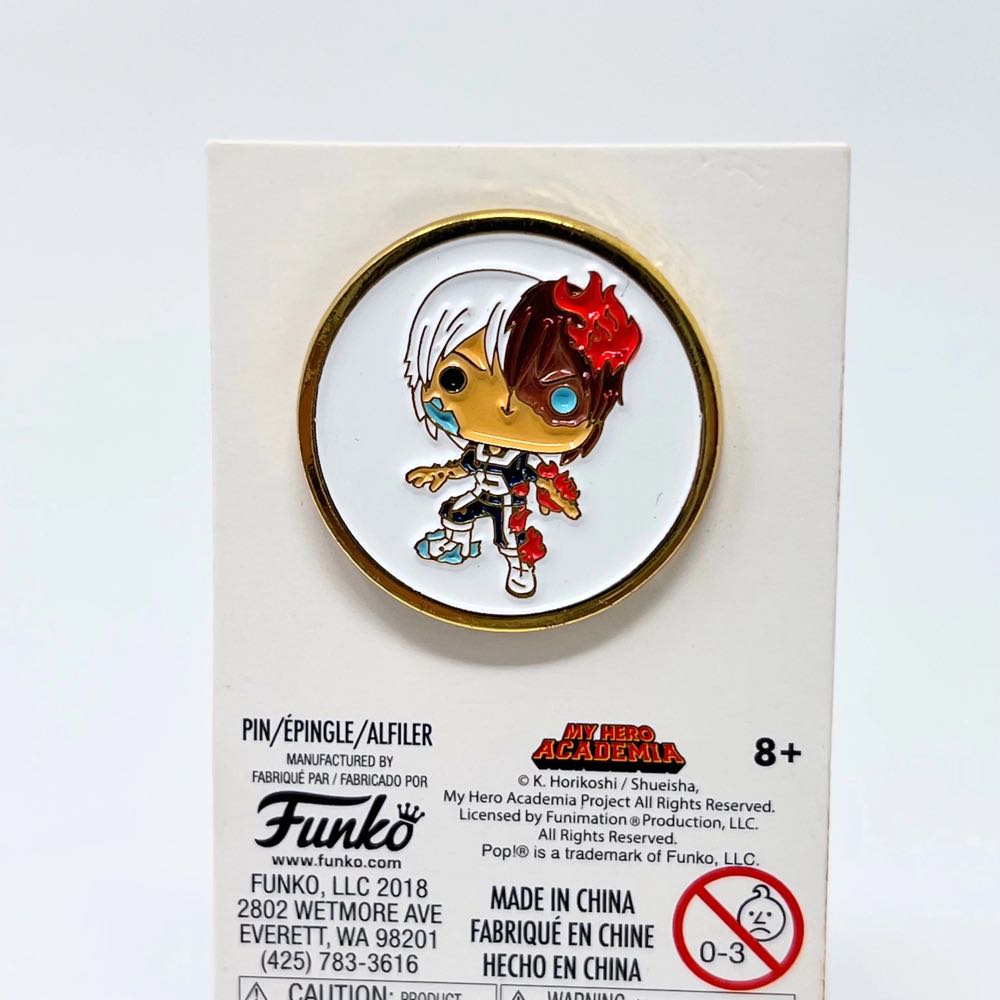 PIN/ÉPINGLE/ALFILER
MANUFACTURED BY
FABRIQUÉ PAR / FABRICADO POR
Funko
www.funko.com
FUNKO, LLC 2018
2802 WETMORE AVE
EVERETT, WA 98201
(425) 783-3616
MY HERO
ACADEMIA
8+
© K. Horikoshi / Shueisha,
My Hero Academia Project All Rights Reserved.
Licensed by Funimation® Production, LLC.
All Rights Reserved.
Pop!® is a trademark of Funko, LLC.
MADE IN CHINA
FABRIQUÉ EN CHINE
HECHO EN CHINA
0-3
CAUTION: PRODUCT
WARNING: